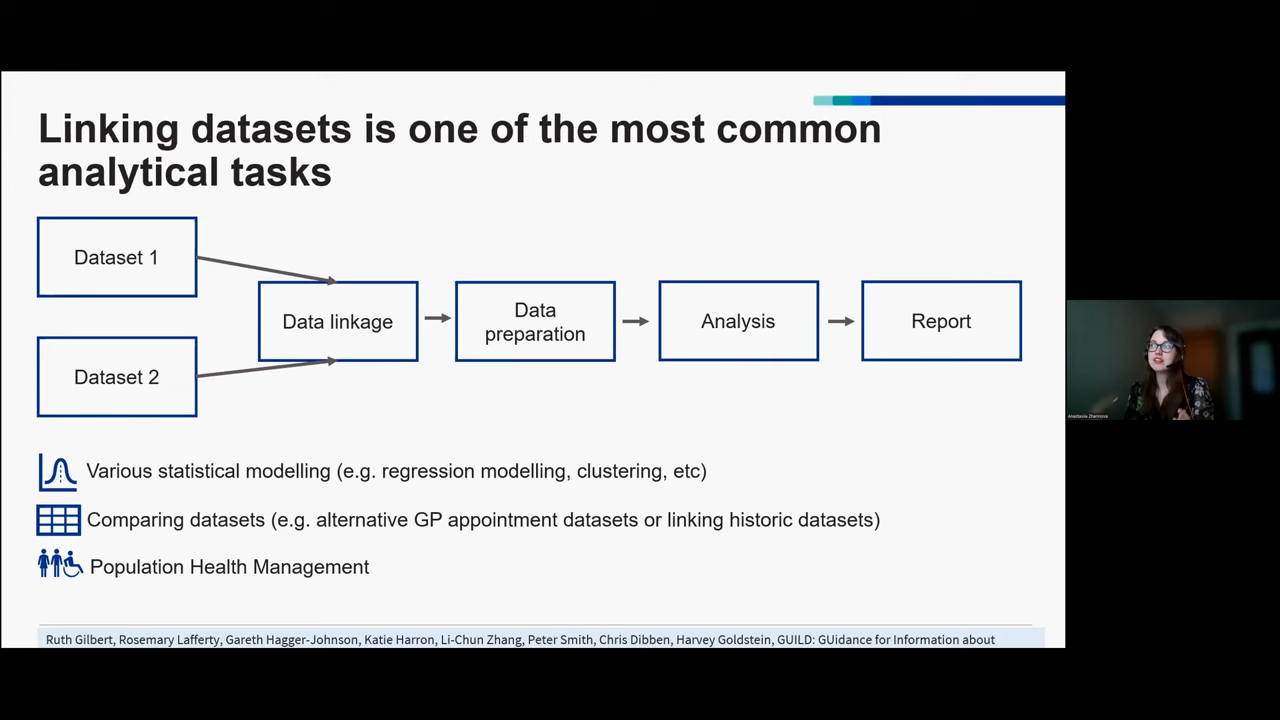 Linking datasets is one of the most common
analytical tasks
Dataset 1
Dataset 2
Data linkage
Data
preparation
Analysis
Report
Various statistical modelling (e.g. regression modelling, clustering, etc)
Comparing datasets (e.g. alternative GP appointment datasets or linking historic datasets)
Population Health Management
Ruth Gilbert, Rosemary Lafferty, Gareth Hagger-Johnson, Katie Harron, Li-Chun Zhang, Peter Smith, Chris Dibben, Harvey Goldstein, GUILD: GUidance for Information about
Anastasiia Zharinova